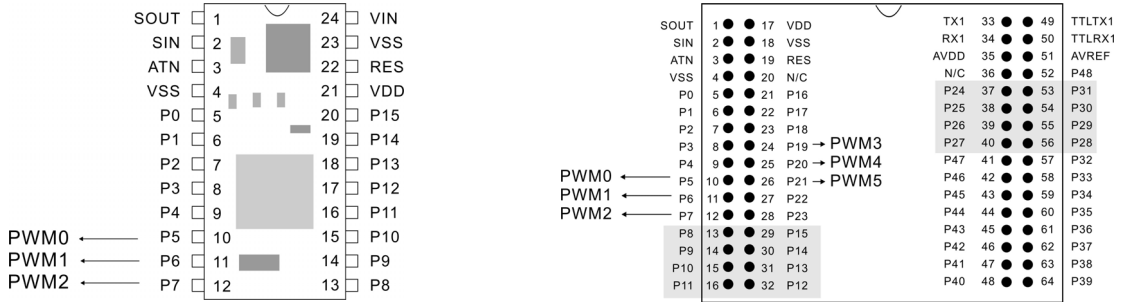 SOUT 1 24 VIN
SIN 2 23 VSS
ATN 3 22 RES
VSS 4 21 VDD
P0 5 20 P15
P1 6 19 P14
P2 7 18 P13
P3 8 17 P12
P4 9 16 P11
PWM0 P5 10 15 P10
PWM1 P6 11 14 P9
PWM2 P7 12 13 P8
SOUT 1 17 VDD
SIN 2 18 VSS
ATN 3 19 RES
VSS 4 20 N/C
P0 5 21 P16
P1 6 22 P17
P2 7 23 P18
P3 8 24 P19 PWM3
P4 9 25 P20 PWM4
PWM0 P5 10 26 P21 PWM5
PWM1 P6 11 27 P22
PWM2 P7 12 28 P23
P8 13 29 P15
P9 14 30 P14
P10 15 31 P13
P11 16 32 P12
TX1 33 49 TTLTX1
RX1 34 50 TTLRX1
AVDD 35 51 AVREF
N/C 36 52 P48
P24 37 53 P31
P25 38 54 P30
P26 39 55 P29
P27 40 56 P28
P47 41 57 P32
P46 42 58 P33
P45 43 59 P34
P44 44 60 P35
P43 45 61 P36
P42 46 62 P37
P41 47 63 P38
P40 48 64 P39